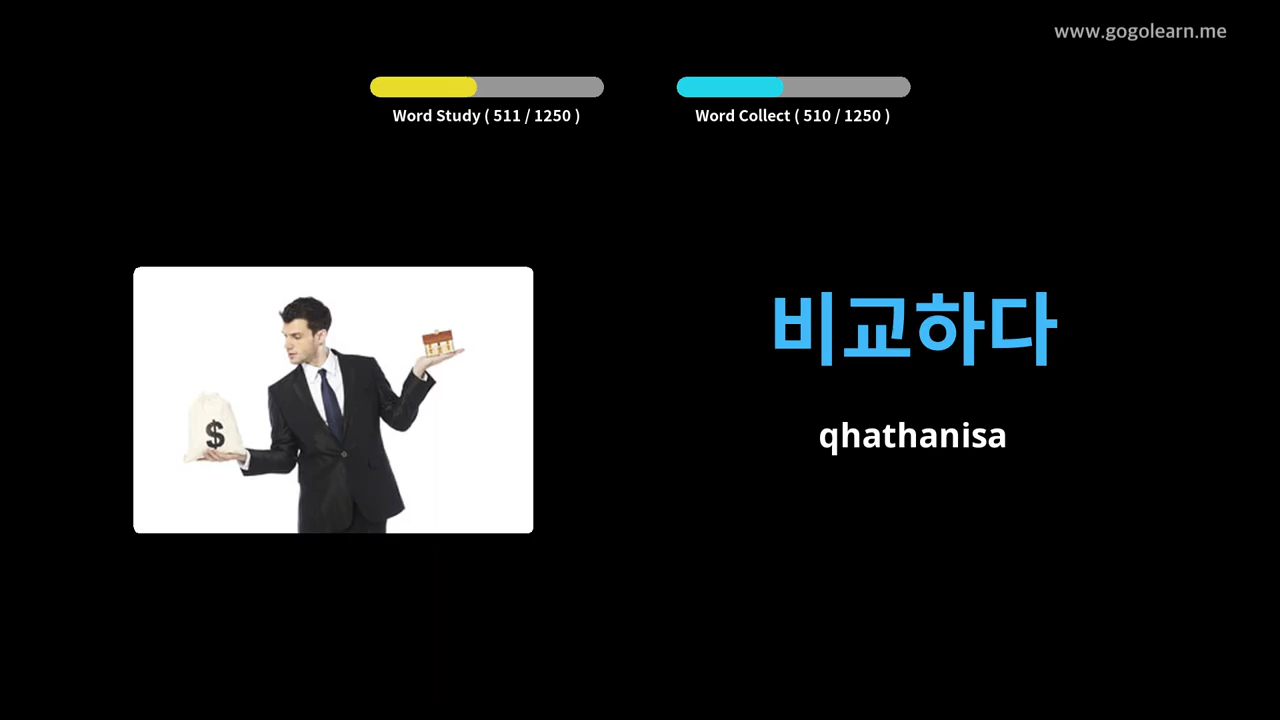 www.gogolearn.me
Word Study ( 511 / 1250 )
Word Collect ( 510 / 1250 )
비교하다
qhathanisa
$